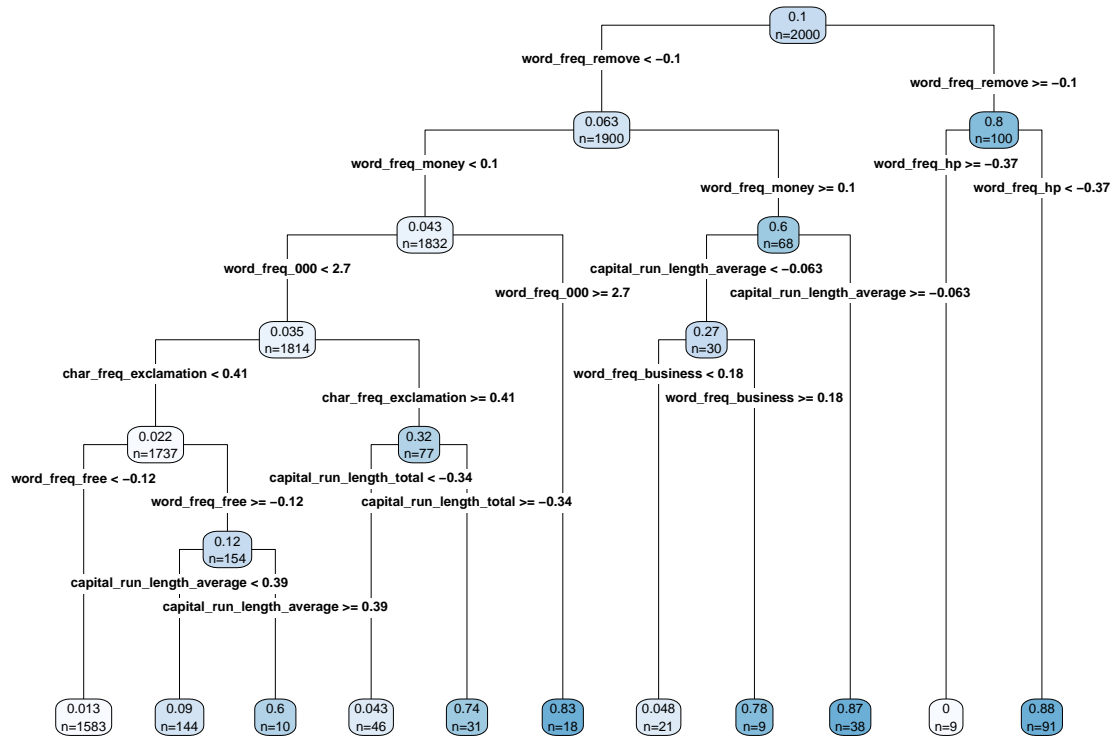 0.1
n=2000
word_freq_remove < −0.1
word_freq_remove >= −0.1
0.063
n=1900
0.8
n=100
word_freq_money < 0.1
word_freq_hp >= −0.37
word_freq_money >= 0.1
word_freq_hp < −0.37
0.043
n=1832
0.6
n=68
word_freq_000 < 2.7
capital_run_length_average < −0.063
word_freq_000 >= 2.7
capital_run_length_average >= −0.063
0.035
n=1814
0.27
n=30
char_freq_exclamation < 0.41
word_freq_business < 0.18
char_freq_exclamation >= 0.41
word_freq_business >= 0.18
0.022
n=1737
0.32
n=77
word_freq_free < −0.12
capital_run_length_total < −0.34
word_freq_free >= −0.12
capital_run_length_total >= −0.34
0.12
n=154
capital_run_length_average < 0.39
capital_run_length_average >= 0.39
0.013
n=1583
0.09
n=144
0.6
n=10
0.043
n=46
0.74
n=31
0.83
n=18
0.048
n=21
0.78
n=9
0.87
n=38
0
n=9
0.88
n=91